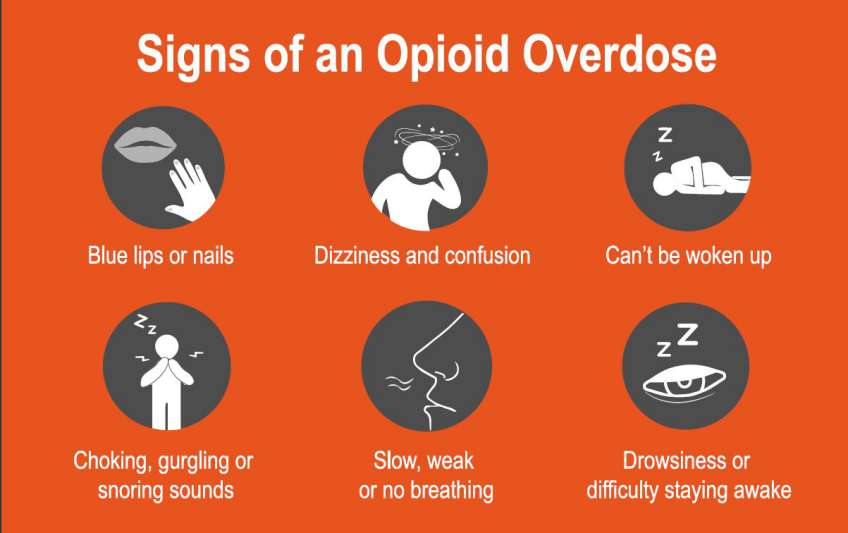 Signs of an Opioid Overdose
Z
Z
Blue lips or nails
Dizziness and confusion
Can’t be woken up
Z
Z
Z
Z
Choking, gurgling or
snoring sounds
Slow, weak
or no breathing
Drowsiness or
difficulty staying awake